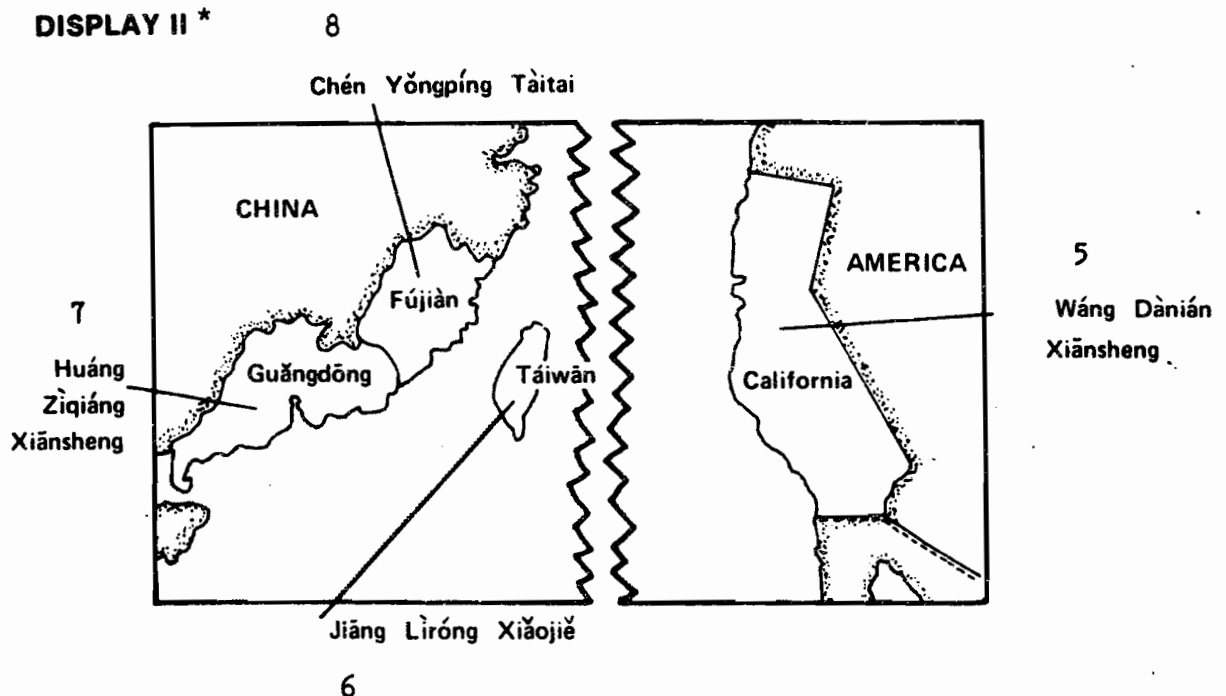 DISPLAY II * 8
Chén Yǒngpíng Tàitai
CHINA
AMERICA
5
Fújiàn
7
Wáng Dànián
Xiānsheng
Huáng
Zìqiáng
Xiānsheng
Guǎngdōng
Táiwān
California
Jiāng Lìróng Xiǎojiě
6